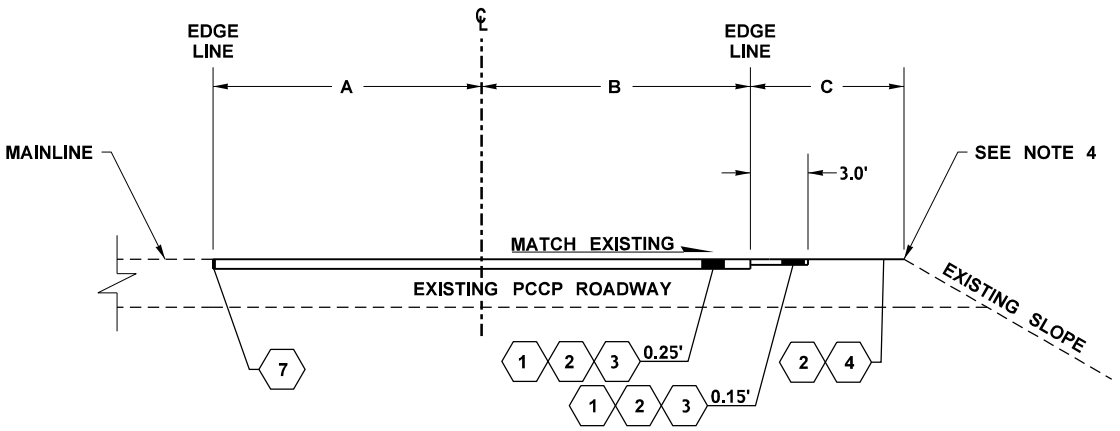 ℄
EDGE
LINE
EDGE
LINE
A
B
C
MAINLINE
SEE NOTE 4
3.0'
MATCH EXISTING
EXISTING PCCP ROADWAY
EXISTING SLOPE
7
1 2 3 0.25'
2 4
1 2 3 0.15'